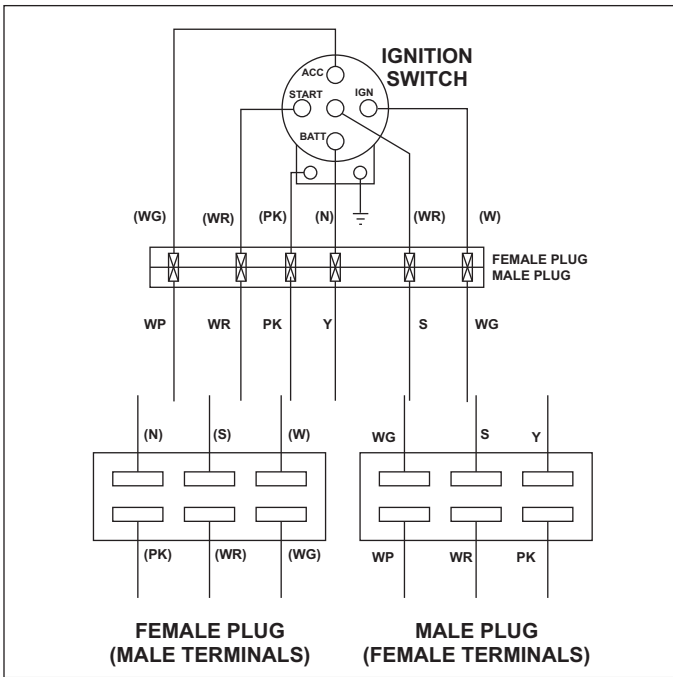 IGNITION
SWITCH
ACC
START
IGN
BATT
(WG)
(WR)
(PK)
(N)
(WR)
(W)
FEMALE PLUG
MALE PLUG
WP
WR
PK
Y
S
WG
(N)
(S)
(W)
WG
S
Y
(PK)
(WR)
(WG)
WP
WR
PK
FEMALE PLUG
(MALE TERMINALS)
MALE PLUG
(FEMALE TERMINALS)